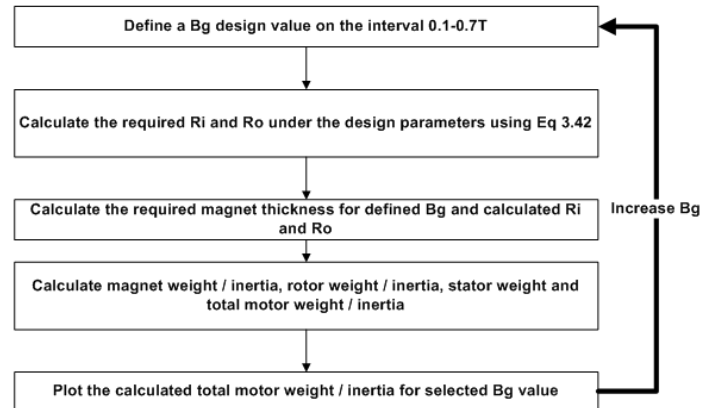 Define a Bg design value on the interval 0.1-0.7T
Calculate the required Ri and Ro under the design parameters using Eq 3.42
Calculate the required magnet thickness for defined Bg and calculated Ri
and Ro
Increase Bg
Calculate magnet weight / inertia, rotor weight / inertia, stator weight and
total motor weight / inertia
Plot the calculated total motor weight / inertia for selected Bg value